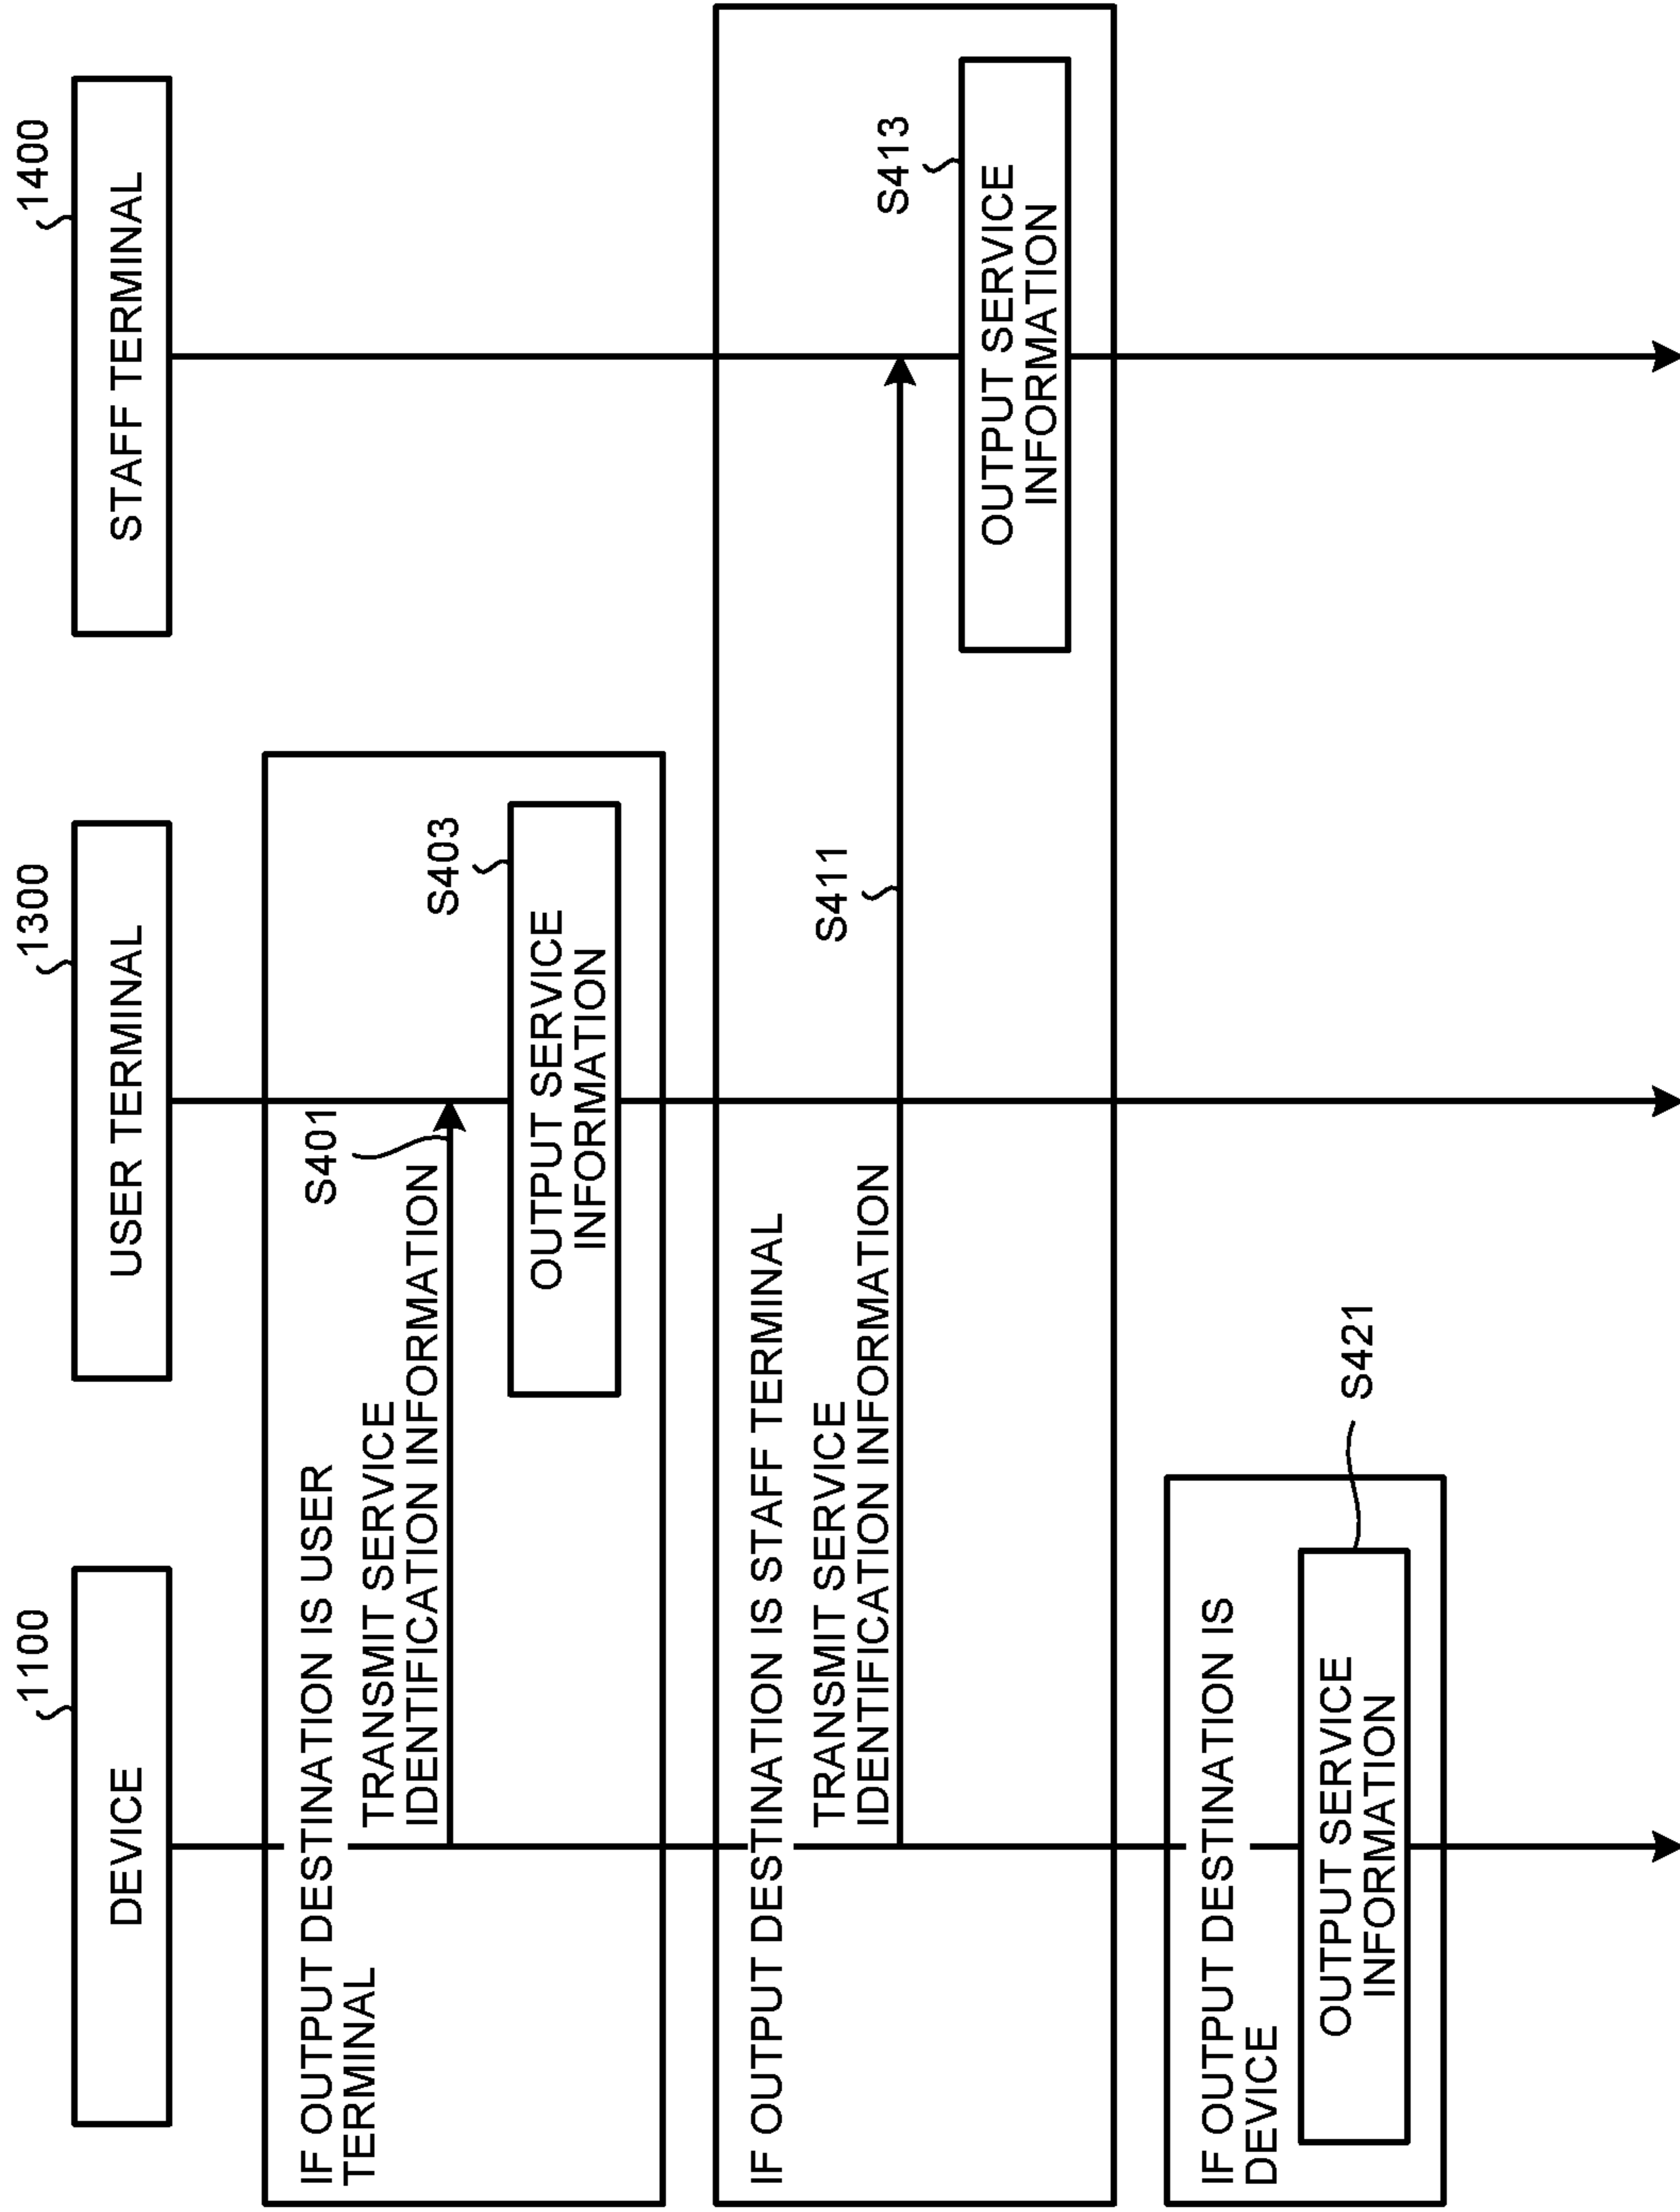 1100
DEVICE
1300
USER TERMINAL
1400
STAFF TERMINAL
IF OUTPUT DESTINATION IS USER
TERMINAL
S401
TRANSMIT SERVICE
IDENTIFICATION INFORMATION
S403
OUTPUT SERVICE
INFORMATION
IF OUTPUT DESTINATION IS STAFF TERMINAL
TRANSMIT SERVICE
IDENTIFICATION INFORMATION
S411
S413
OUTPUT SERVICE
INFORMATION
IF OUTPUT DESTINATION IS
DEVICE
OUTPUT SERVICE
INFORMATION
S421